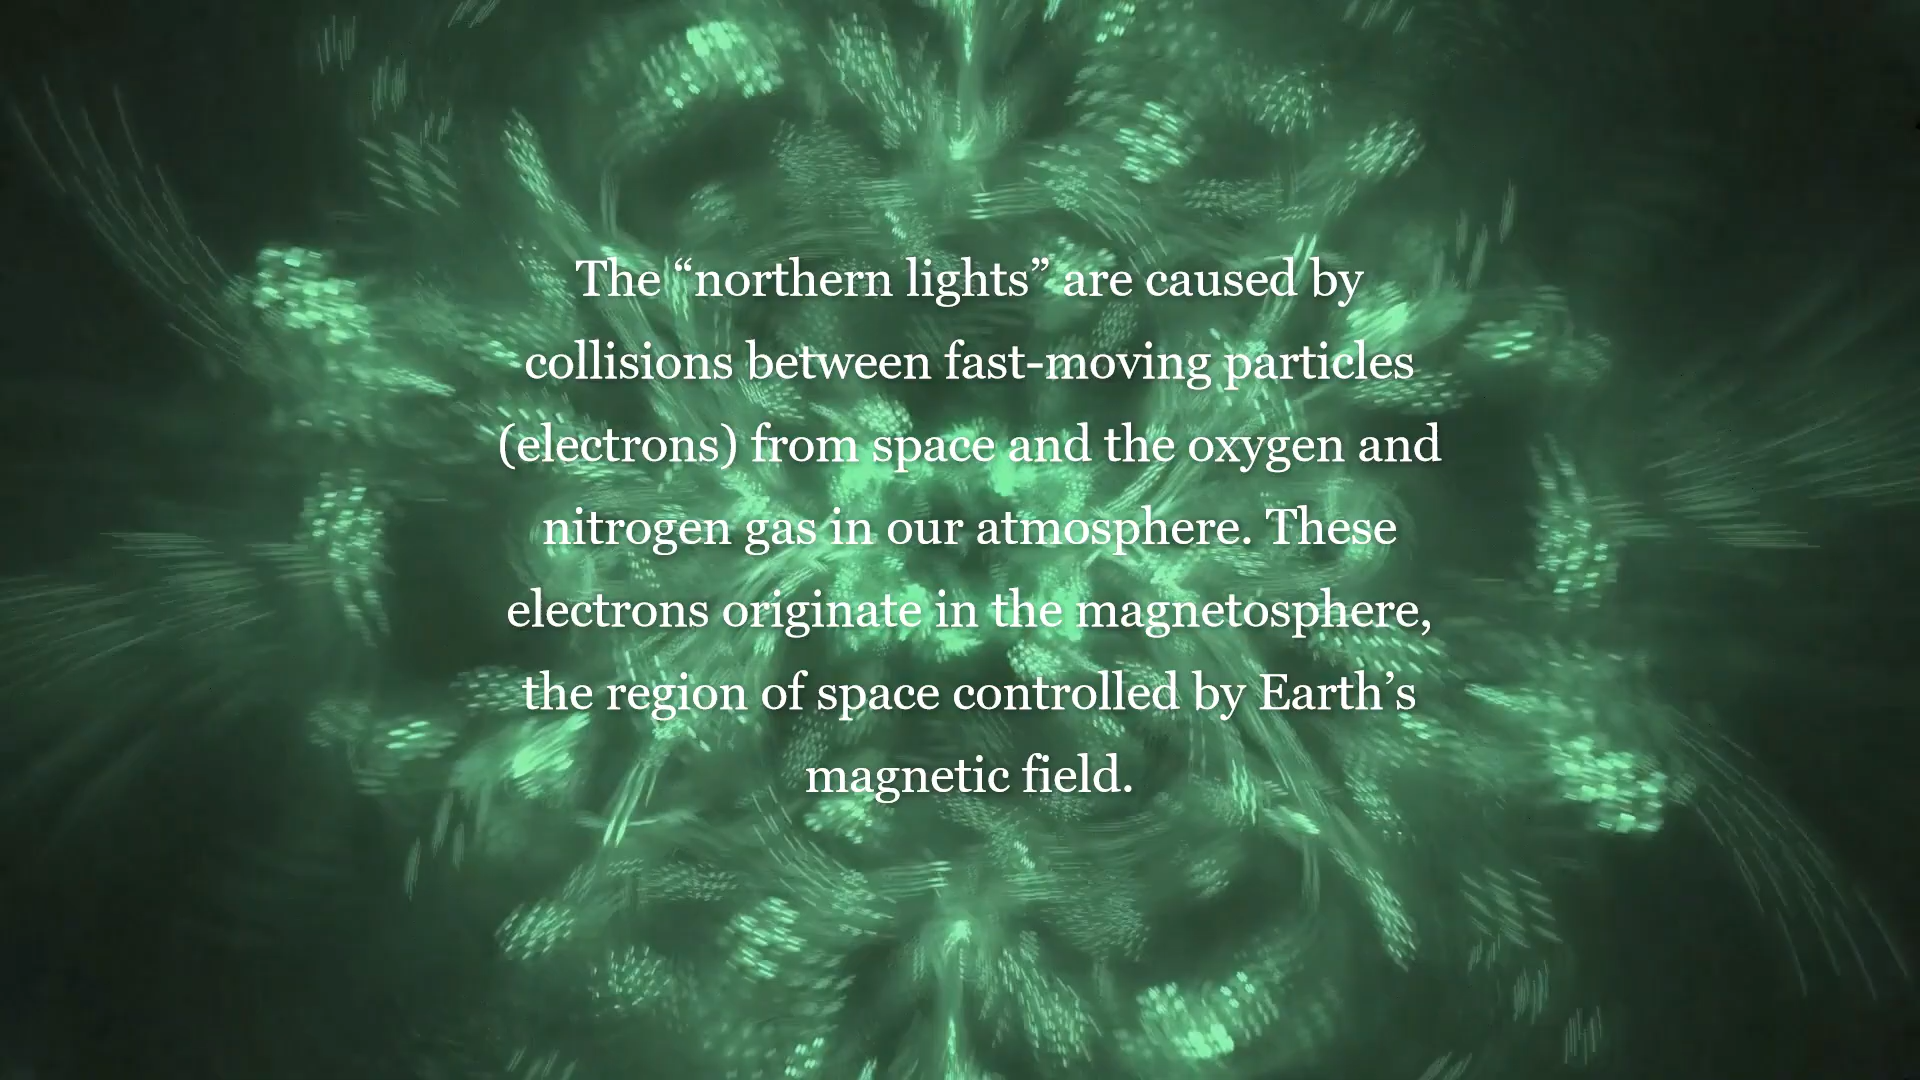 The “northern lights” are caused by
collisions between fast-moving particles
(electrons) from space and the oxygen and
nitrogen gas in our atmosphere. These
electrons originate in the magnetosphere,
the region of space controlled by Earth’s
magnetic field.